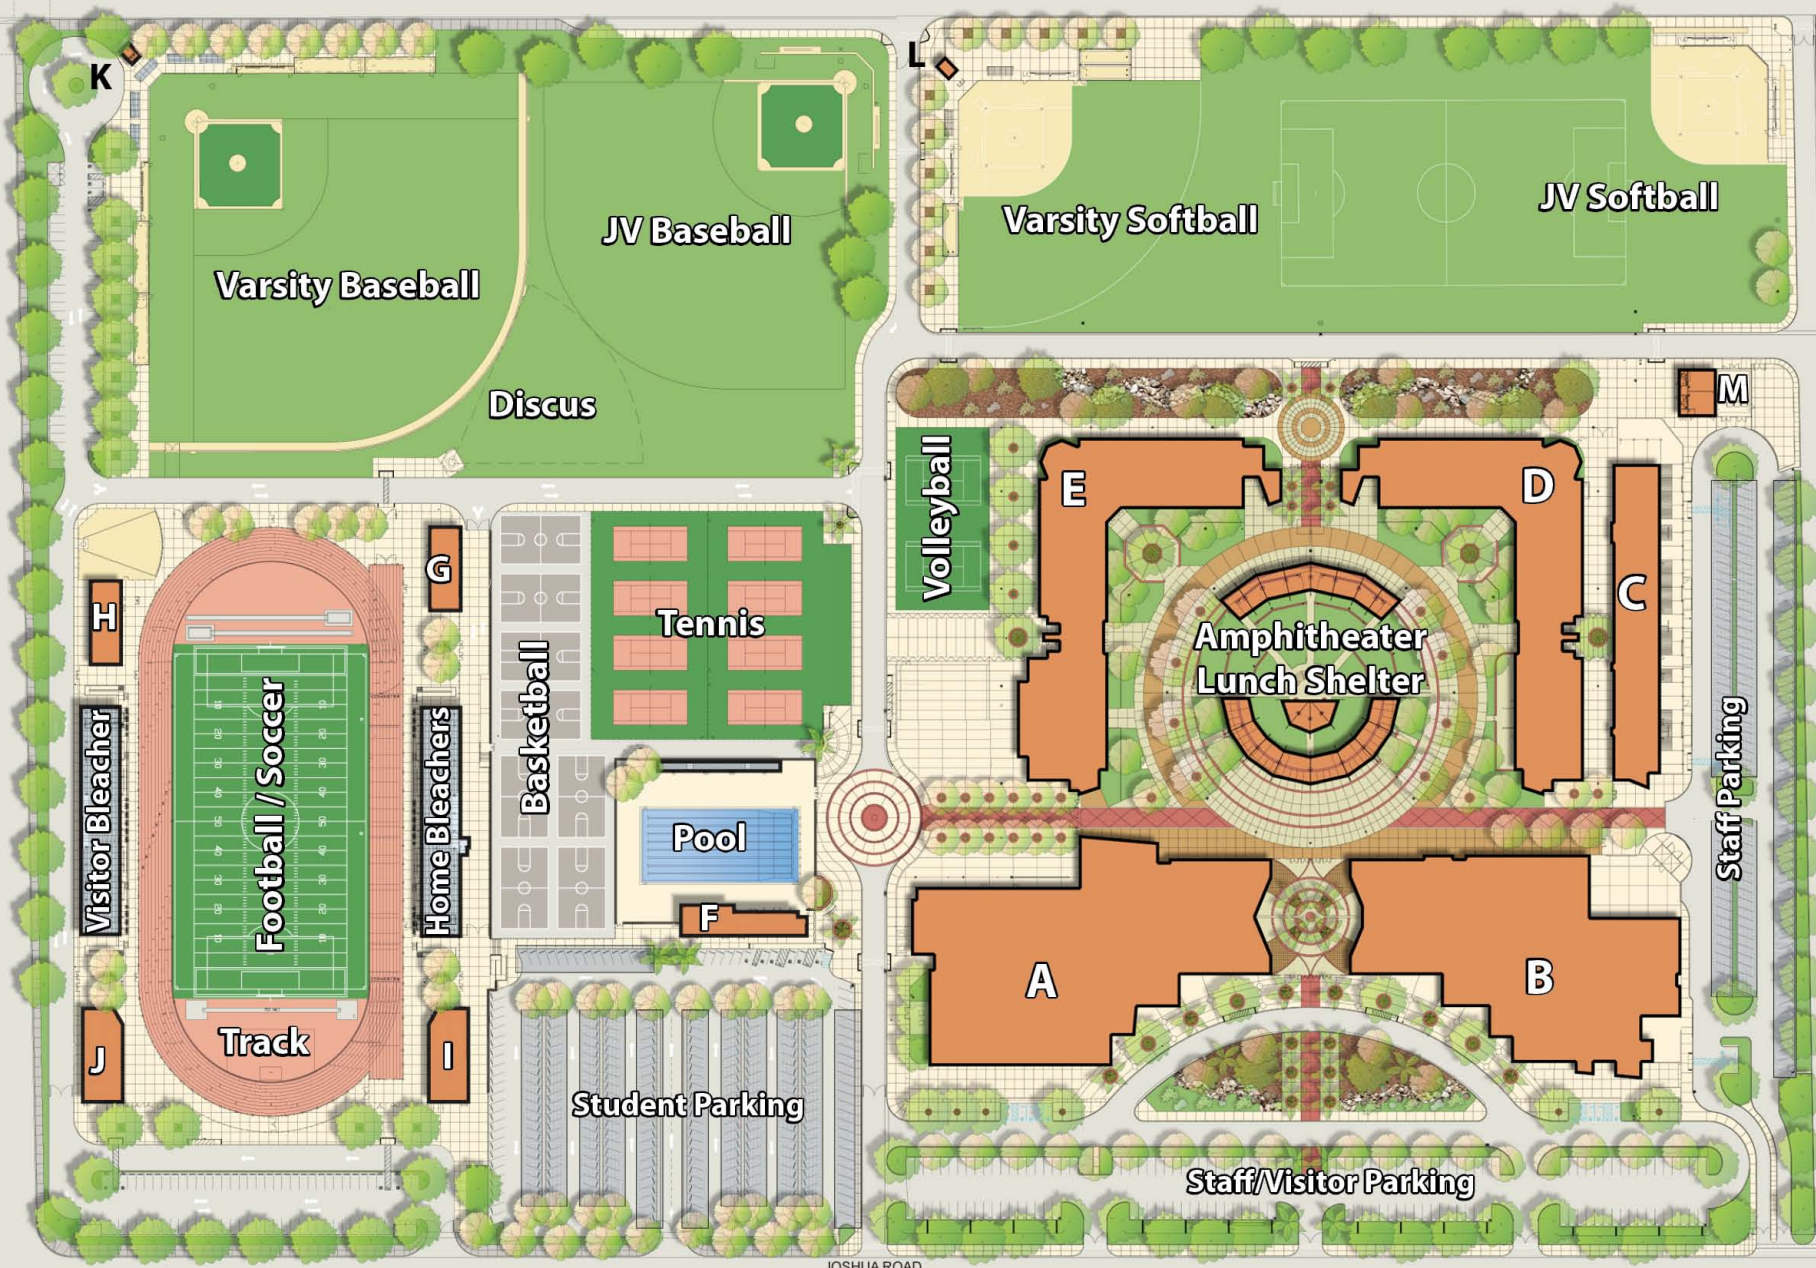 K
L
Varsity Baseball
JV Baseball
Varsity Softball
JV Softball
Discus
M
Volleyball
E
D
C
G
H
Basketball
Tennis
Amphitheater
Lunch Shelter
Visitor Bleacher
Football / Soccer
Home Bleachers
Pool
Staff Parking
F
A
B
Track
J
I
Student Parking
Staff/Visitor Parking
JOSHUA ROAD